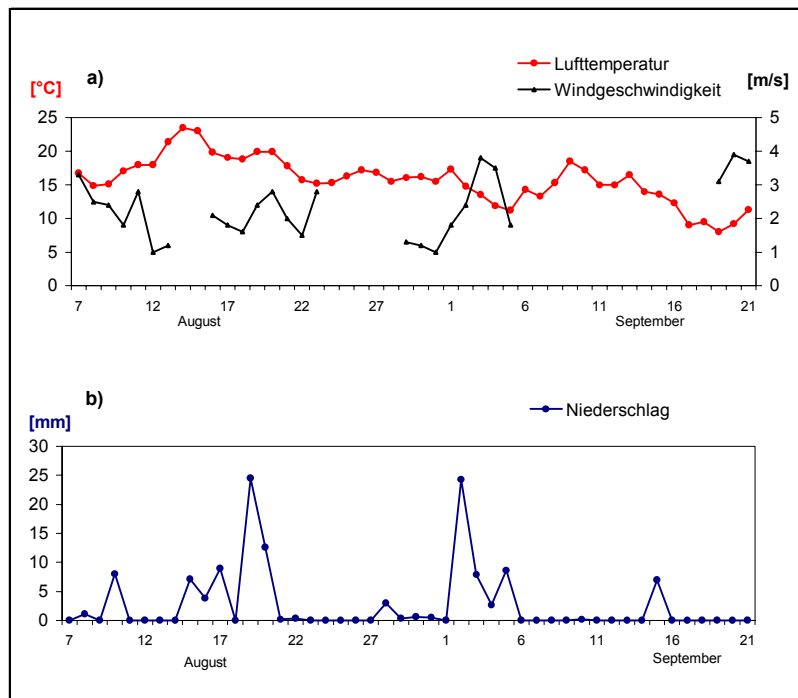 a)
Lufttemperatur
[°C]
Windgeschwindigkeit
[m/s]
25
5
20
4
15
3
10
2
5
1
0
0
7 12 17 22 27 1 6 11 16 21
August September
b)
[mm]
Niederschlag
30
25
20
15
10
5
0
7 12 17 22 27 1 6 11 16 21
August September